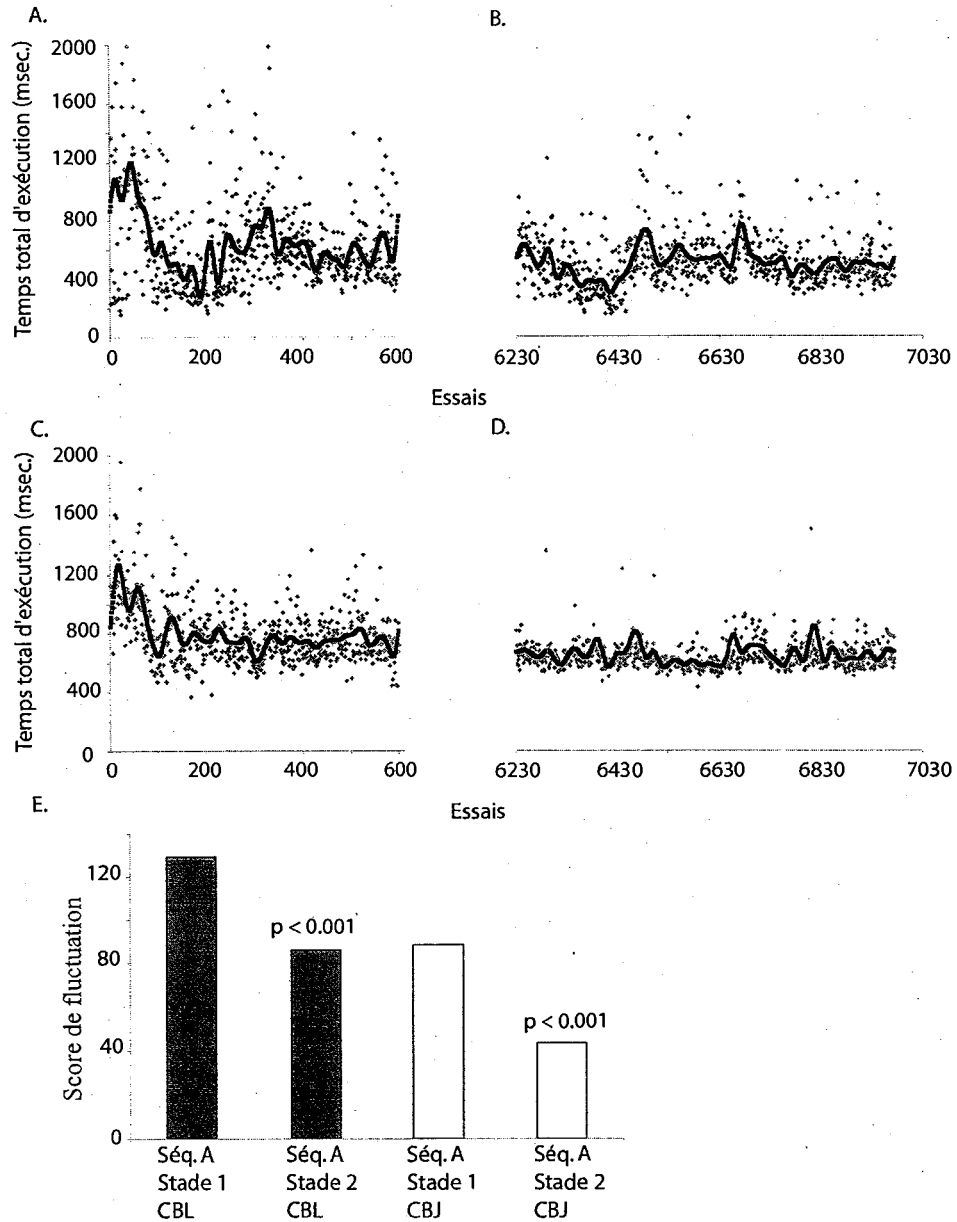 A.
B.
Temps total d'exécution (msec.)
2000
1600
1200
800
400
0
0 200 400 600
6230 6430 6630 6830 7030
Essais
C.
D.
Temps total d'exécution (msec.)
2000
1600
1200
800
400
0
0 200 400 600
6230 6430 6630 6830 7030
Essais
E.
Score de fluctuation
120
80
40
0
p < 0.001
p < 0.001
Séq. A Séq. A Séq. A Séq. A
Stade 1 Stade 2 Stade 1 Stade 2
CBL CBL CBJ CBJ